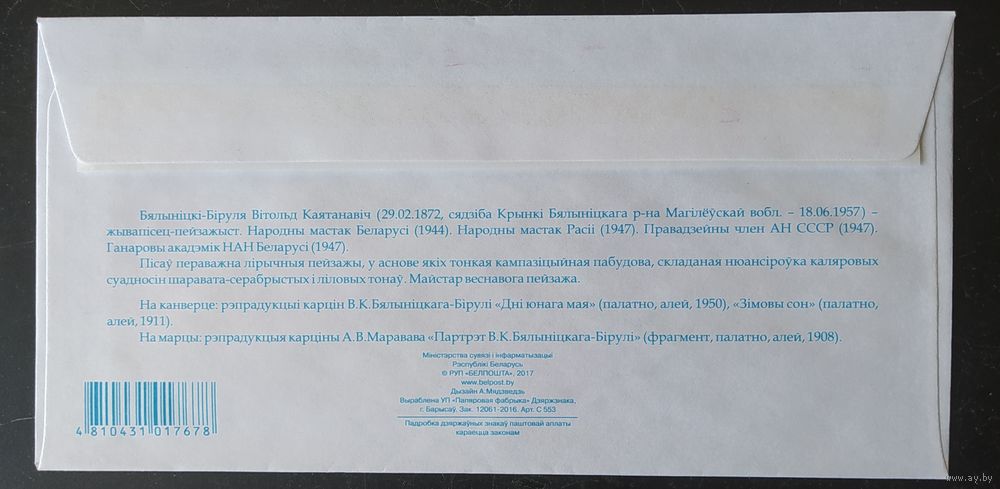 Бялыніцкі-Біруля Вітольд Каятанавіч (29.02.1872, сядзіба Крынкі Бялыніцкага р-на Магілёўскай вобл. – 18.06.1957) –
жывапісец-пейзажыст. Народны мастак Беларусі (1944). Народны мастак Расіі (1947). Правадзейны член АН СССР (1947).
Ганаровы акадэмік НАН Беларусі (1947).
Пісаў пераважна лірычныя пейзажы, у аснове якіх тонкая кампазіцыйная пабудова, складаная нюансіроўка каляровых
суадносін шаравата-серабрыстых і ліловых тонаў. Майстар веснавога пейзажа.
На канверце: рэпрадукцыі карцін В.К.Бялыніцкага-Бірулі «Дні юнага мая» (палатно, алей, 1950), «Зімовы сон» (палатно,
алей, 1911).
На марцы: рэпрадукцыя карціны А.В.Маравава «Партрэт В.К.Бялыніцкага-Бірулі» (фрагмент, палатно, алей, 1908).
Міністэрства сувязі і інфарматызацыі
Рэспублікі Беларусь
© РУП «БЕЛПОШТА», 2017
www.belpost.by
Дызайн А.Мядзведзь
Выраблена УП «Папяровая фабрыка» Дзяржзнака,
г. Барысаў. Зак. 12061-2016. Арт. С 553
Падробка дзяржаўных знакаў паштовай аплаты
караецца законам
4 810431 017678
www.ay.by